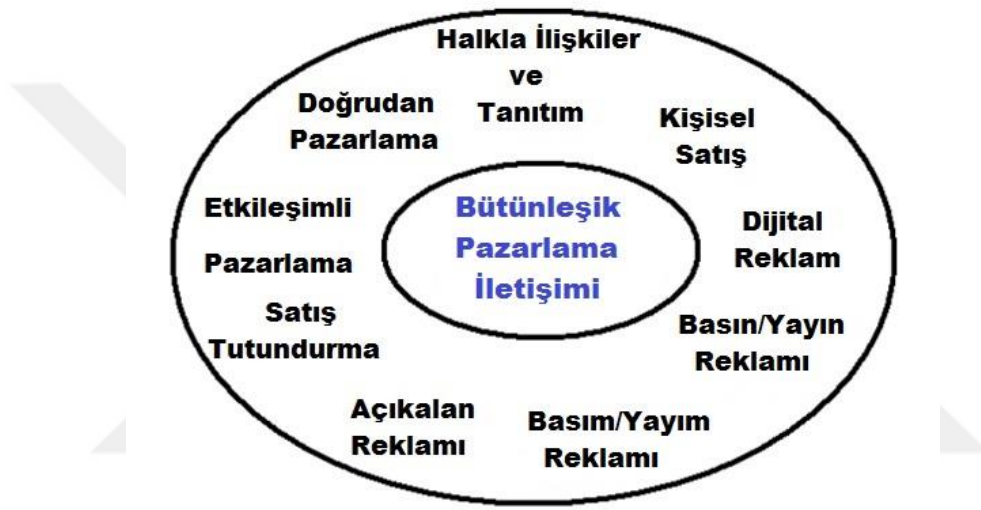 Halkla İlişkiler
ve
Tanıtım
Kişisel
Satış
Dijital
Reklam
Basın/Yayın
Reklamı
Basım/Yayım
Reklamı
Açıkalan
Reklamı
Satış
Tutundurma
Etkileşimli
Pazarlama
Doğrudan
Pazarlama
Bütünleşik
Pazarlama
İletişimi